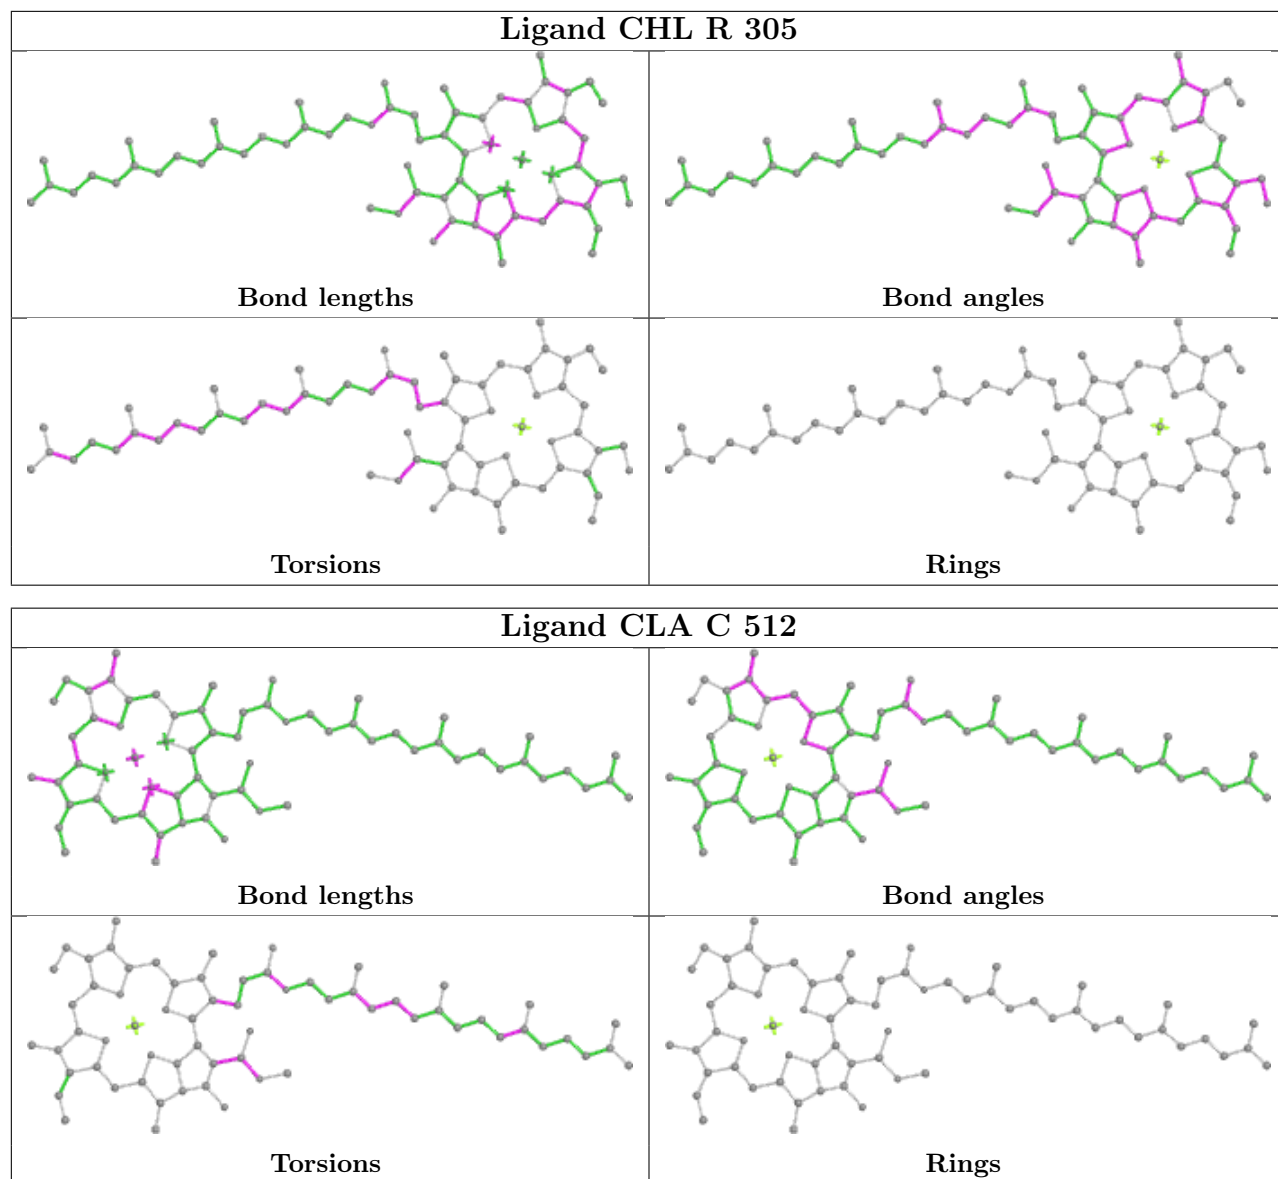 Ligand CHL R 305
Bond lengths
Bond angles
Torsions
Rings
Ligand CLA C 512
Bond lengths
Bond angles
Torsions
Rings